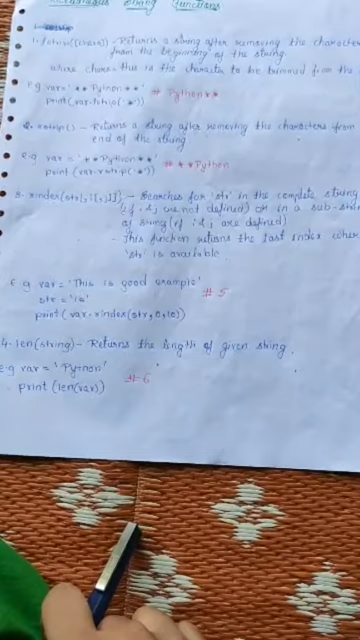 Miscellaneous String Functions
1. lstrip([chars]) - Returns a string after removing the characters
from the beginning of the string.
where chars: this is the character to be trimmed from the
e.g var='**Python**'
print(var.lstrip('*')) # Python**
2. rstrip() - Returns a string after removing the characters from
end of the string
e.g. var = '**Python**'
print(var.rstrip('*')) # **Python
3. rindex(str[,i[,j]]) - Searches for 'str' in the complete string
(if i, j are not defined) or in a sub-str
of string (if i, j are defined)
- This function returns the last index where
'str' is available.
e.g var='This is good example'
str = 'is' # 5
print(var.rindex(str,0,10))
4. len(string) - Returns the length of given string.
e.g var = 'Python'
print(len(var)) # 6